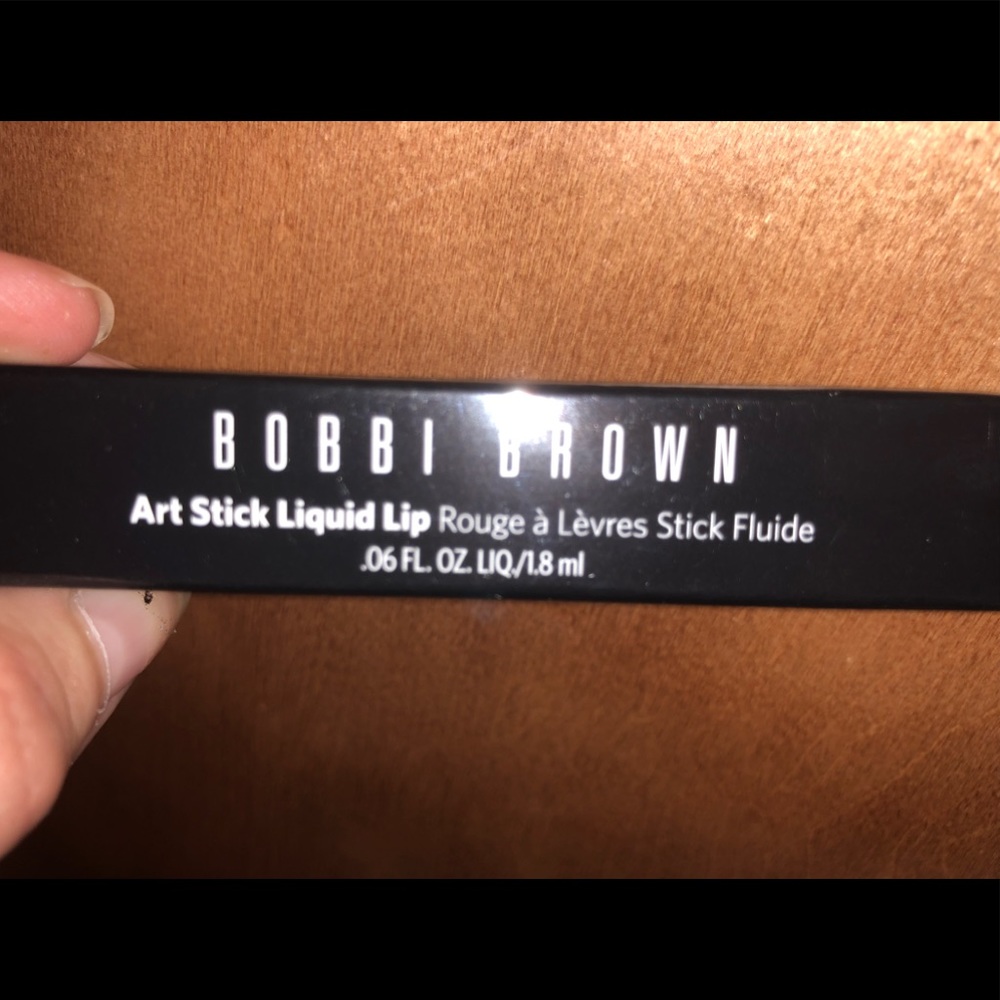 BOBBI BROWN
Art Stick Liquid Lip Rouge à Lèvres Stick Fluide
.06 FL. OZ. LIQ./1.8 ml